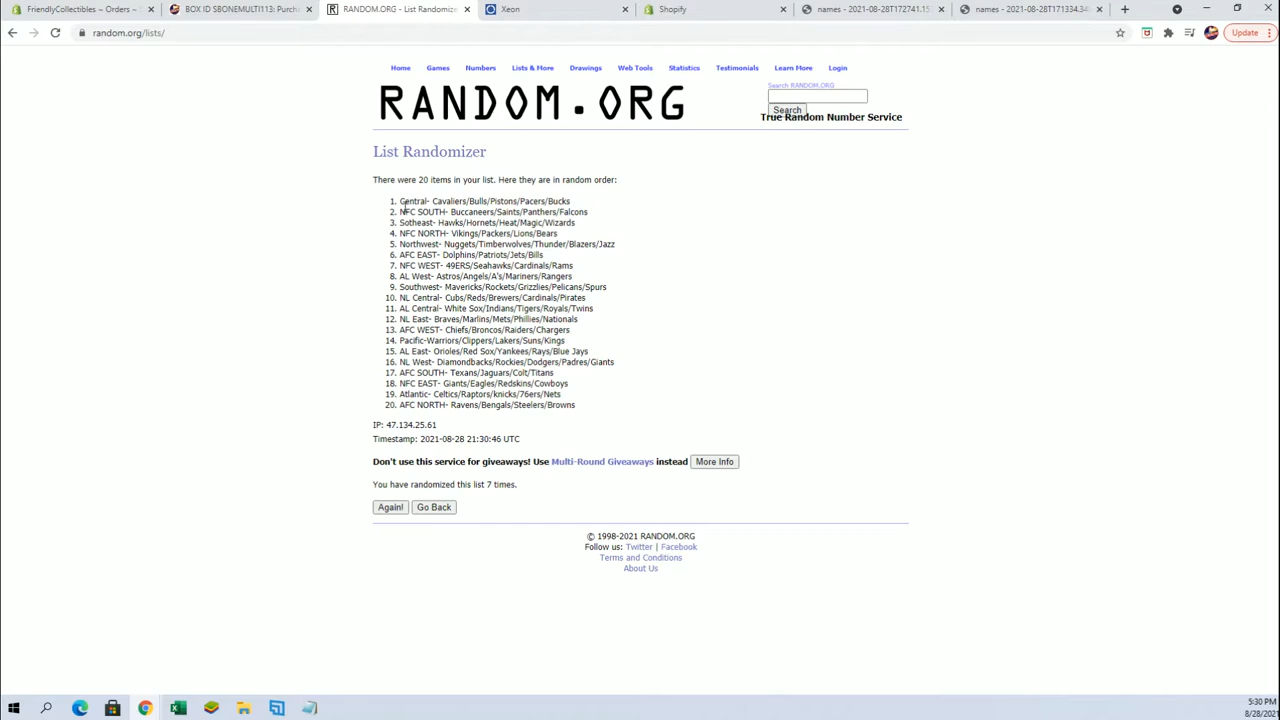 FriendlyCollectibles ~ Orders ~
BOX ID SBONEMULTI113: Purch
RANDOM.ORG - List Randomizer
Xeon
Shopify
names - 2021-08-28T172741.15
names - 2021-08-28T171334.34
random.org/lists/
Update
Home Games Numbers Lists & More Drawings Web Tools Statistics Testimonials Learn More Login
RANDOM.ORG
Search RANDOM.ORG
Search
True Random Number Service
List Randomizer
There were 20 items in your list. Here they are in random order:
1. Central- Cavaliers/Bulls/Pistons/Pacers/Bucks
2. NFC SOUTH- Buccaneers/Saints/Panthers/Falcons
3. Sotheast- Hawks/Hornets/Heat/Magic/Wizards
4. NFC NORTH- Vikings/Packers/Lions/Bears
5. Northwest- Nuggets/Timberwolves/Thunder/Blazers/Jazz
6. AFC EAST- Dolphins/Patriots/Jets/Bills
7. NFC WEST- 49ERS/Seahawks/Cardinals/Rams
8. AL West- Astros/Angels/A's/Mariners/Rangers
9. Southwest- Mavericks/Rockets/Grizzlies/Pelicans/Spurs
10. NL Central- Cubs/Reds/Brewers/Cardinals/Pirates
11. AL Central- White Sox/Indians/Tigers/Royals/Twins
12. NL East- Braves/Marlins/Mets/Phillies/Nationals
13. AFC WEST- Chiefs/Broncos/Raiders/Chargers
14. Pacific-Warriors/Clippers/Lakers/Suns/Kings
15. AL East- Orioles/Red Sox/Yankees/Rays/Blue Jays
16. NL West- Diamondbacks/Rockies/Dodgers/Padres/Giants
17. AFC SOUTH- Texans/Jaguars/Colt/Titans
18. NFC EAST- Giants/Eagles/Redskins/Cowboys
19. Atlantic- Celtics/Raptors/knicks/76ers/Nets
20. AFC NORTH- Ravens/Bengals/Steelers/Browns
IP: 47.134.25.61
Timestamp: 2021-08-28 21:30:46 UTC
Don't use this service for giveaways! Use Multi-Round Giveaways instead More Info
You have randomized this list 7 times.
Again! Go Back
© 1998-2021 RANDOM.ORG
Follow us: Twitter | Facebook
Terms and Conditions
About Us
5:30 PM
8/28/2021